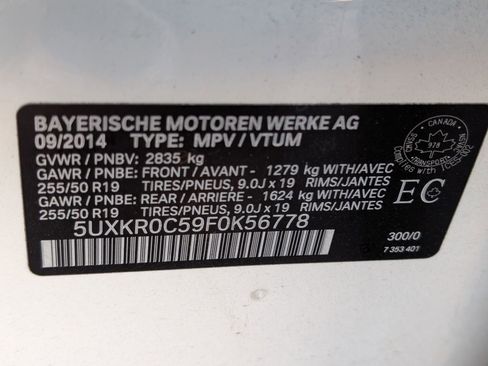 BAYERISCHE MOTOREN WERKE AG
09/2014 TYPE: MPV/VTUM
GVWR / PNBV: 2835 kg
GAWR / PNBE: FRONT / AVANT - 1279 kg WITH/AVEC
255/50 R19 TIRES/PNEUS, 9.0J x 19 RIMS/JANTES
GAWR / PNBE: REAR / ARRIERE - 1624 kg WITH/AVEC
255/50 R19 TIRES/PNEUS, 9.0J x 19 RIMS/JANTES
5UXKR0C59F0K56778
CANADA
978
TRANSPORT
EC
300/0
7 353 401